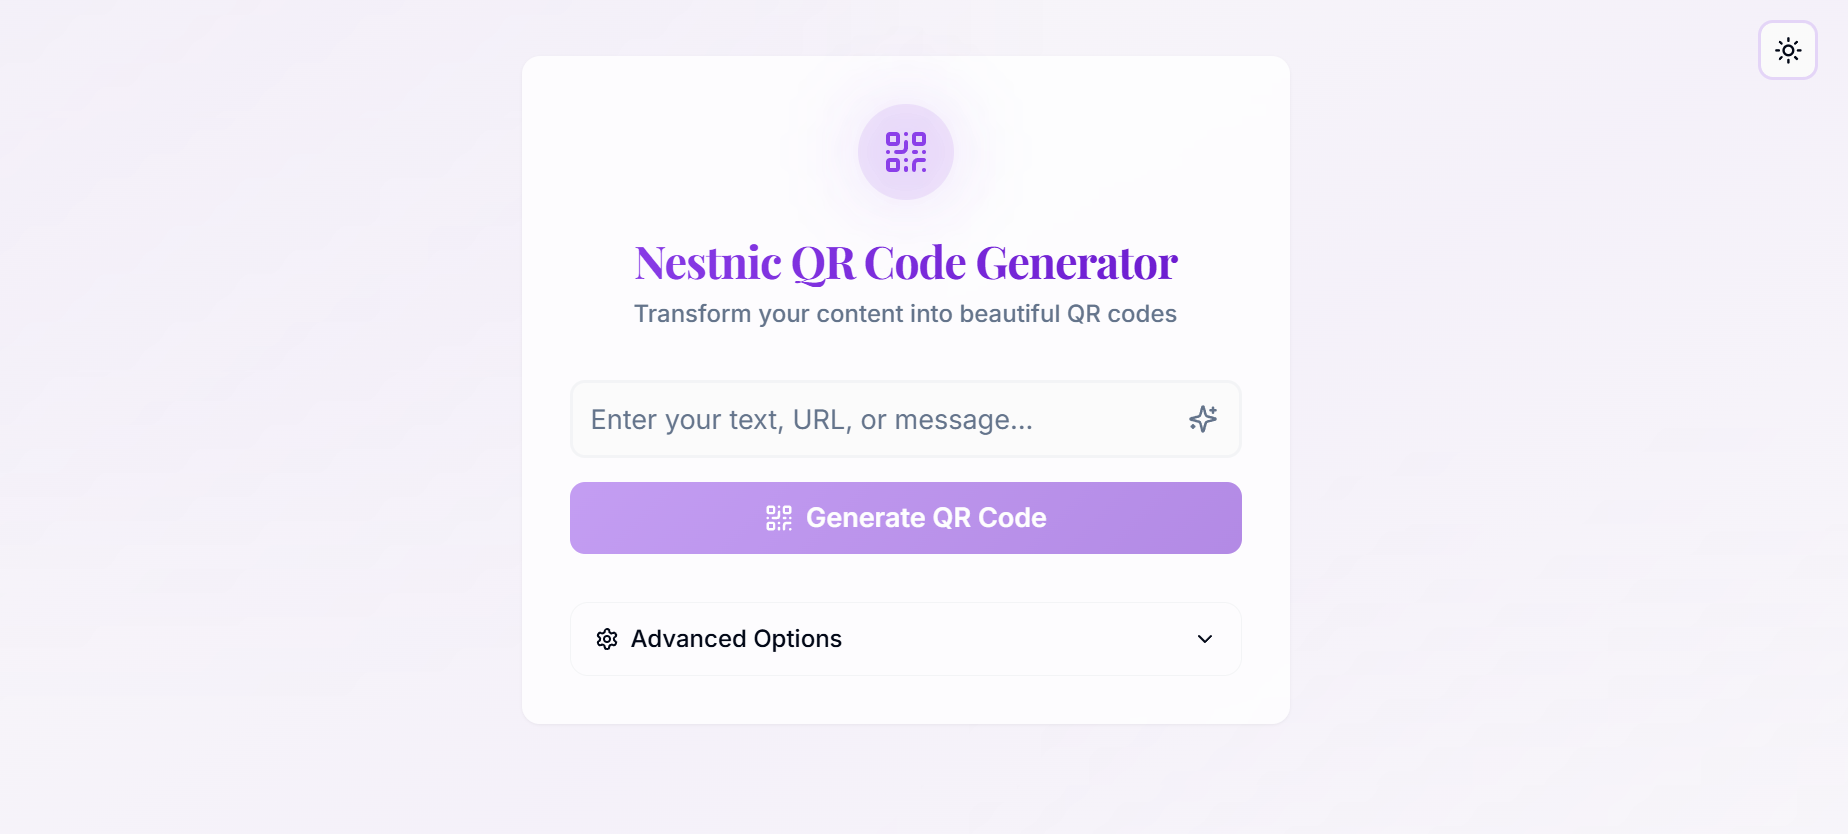 Nestnic QR Code Generator
Transform your content into beautiful QR codes
Enter your text, URL, or message...
Generate QR Code
Advanced Options